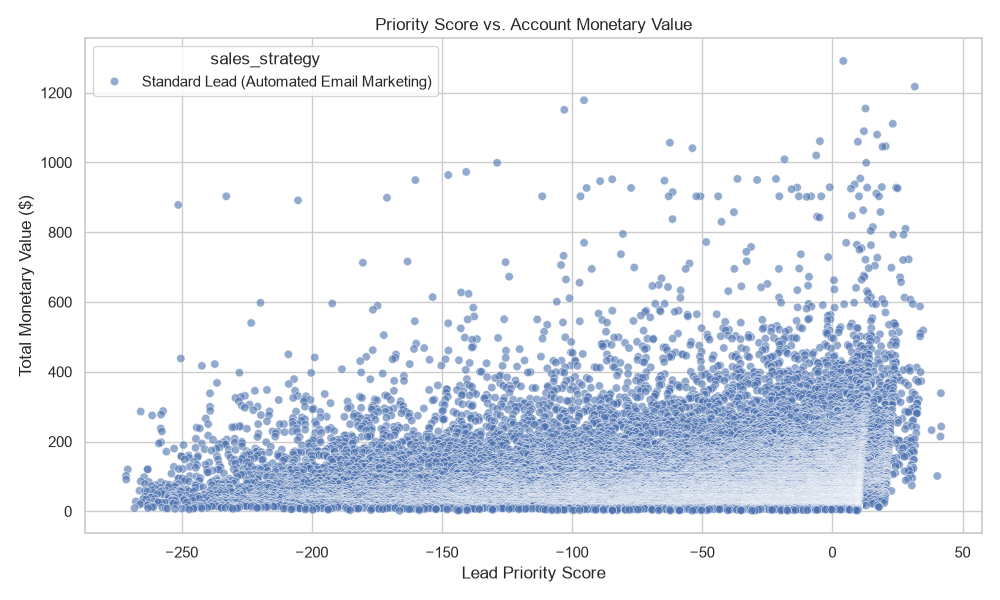 Priority Score vs. Account Monetary Value
sales_strategy
Standard Lead (Automated Email Marketing)
Total Monetary Value ($)
1200
1000
800
600
400
200
0
−250
−200
−150
−100
−50
0
50
Lead Priority Score